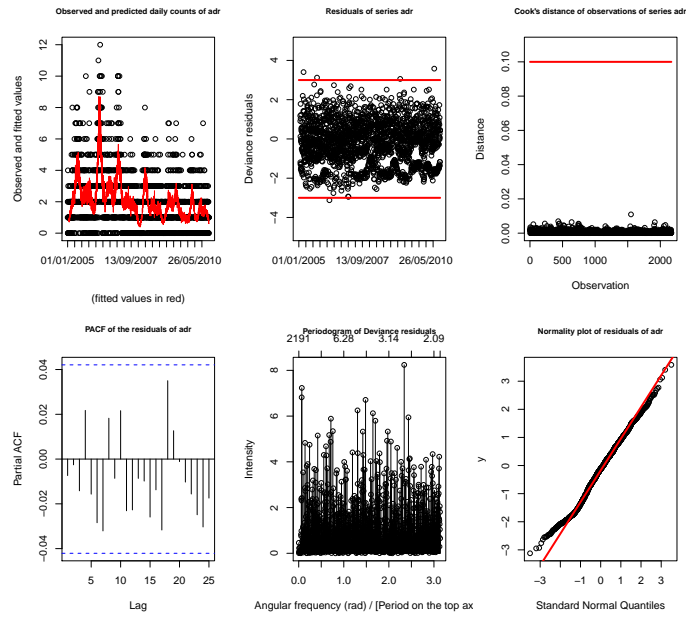 Observed and predicted daily counts of adr
Observed and fitted values
0 2 4 6 8 10 12
01/01/2005 13/09/2007 26/05/2010
(fitted values in red)
Residuals of series adr
Deviance residuals
−4 −2 0 2 4
01/01/2005 13/09/2007 26/05/2010
Cook's distance of observations of series adr
Distance
0.00 0.02 0.04 0.06 0.08 0.10
0 500 1000 2000
Observation
PACF of the residuals of adr
Partial ACF
−0.04 −0.02 0.00 0.02 0.04
5 10 15 20 25
Lag
Periodogram of Deviance residuals
2191 6.28 3.14 2.09
Intensity
0 2 4 6 8
0.0 1.0 2.0 3.0
Angular frequency (rad) / [Period on the top ax
Normality plot of residuals of adr
y
−3 −2 −1 0 1 2 3
−3 −2 −1 0 1 2 3
Standard Normal Quantiles